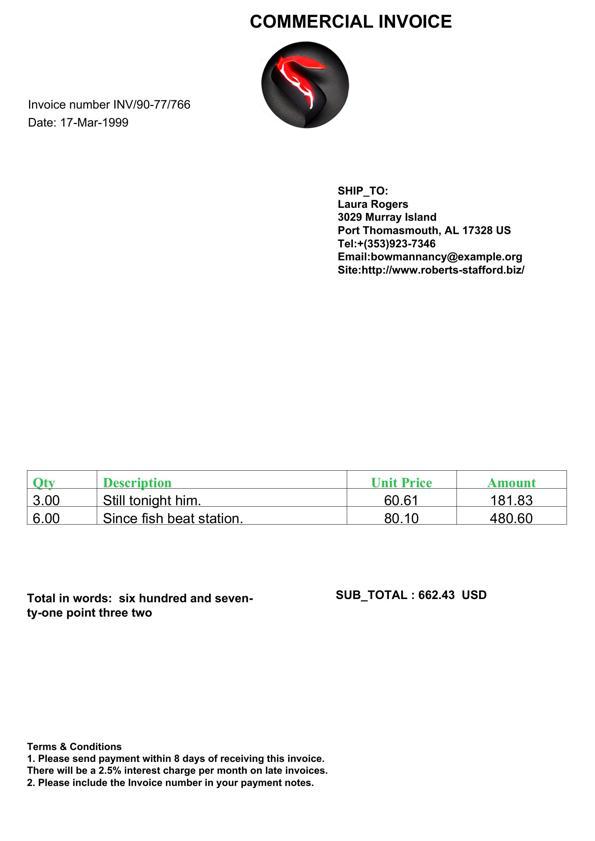 COMMERCIAL INVOICE
Invoice number INV/90-77/766
Date: 17-Mar-1999
SHIP_TO:
Laura Rogers
3029 Murray Island
Port Thomasmouth, AL 17328 US
Tel:+(353)923-7346
Email:bowmannancy@example.org
Site:http://www.roberts-stafford.biz/
Qty Description Unit Price Amount
3.00 Still tonight him. 60.61 181.83
6.00 Since fish beat station. 80.10 480.60
Total in words:  six hundred and seven-
ty-one point three two
SUB_TOTAL : 662.43  USD
Terms & Conditions
1. Please send payment within 8 days of receiving this invoice.
There will be a 2.5% interest charge per month on late invoices.
2. Please include the Invoice number in your payment notes.